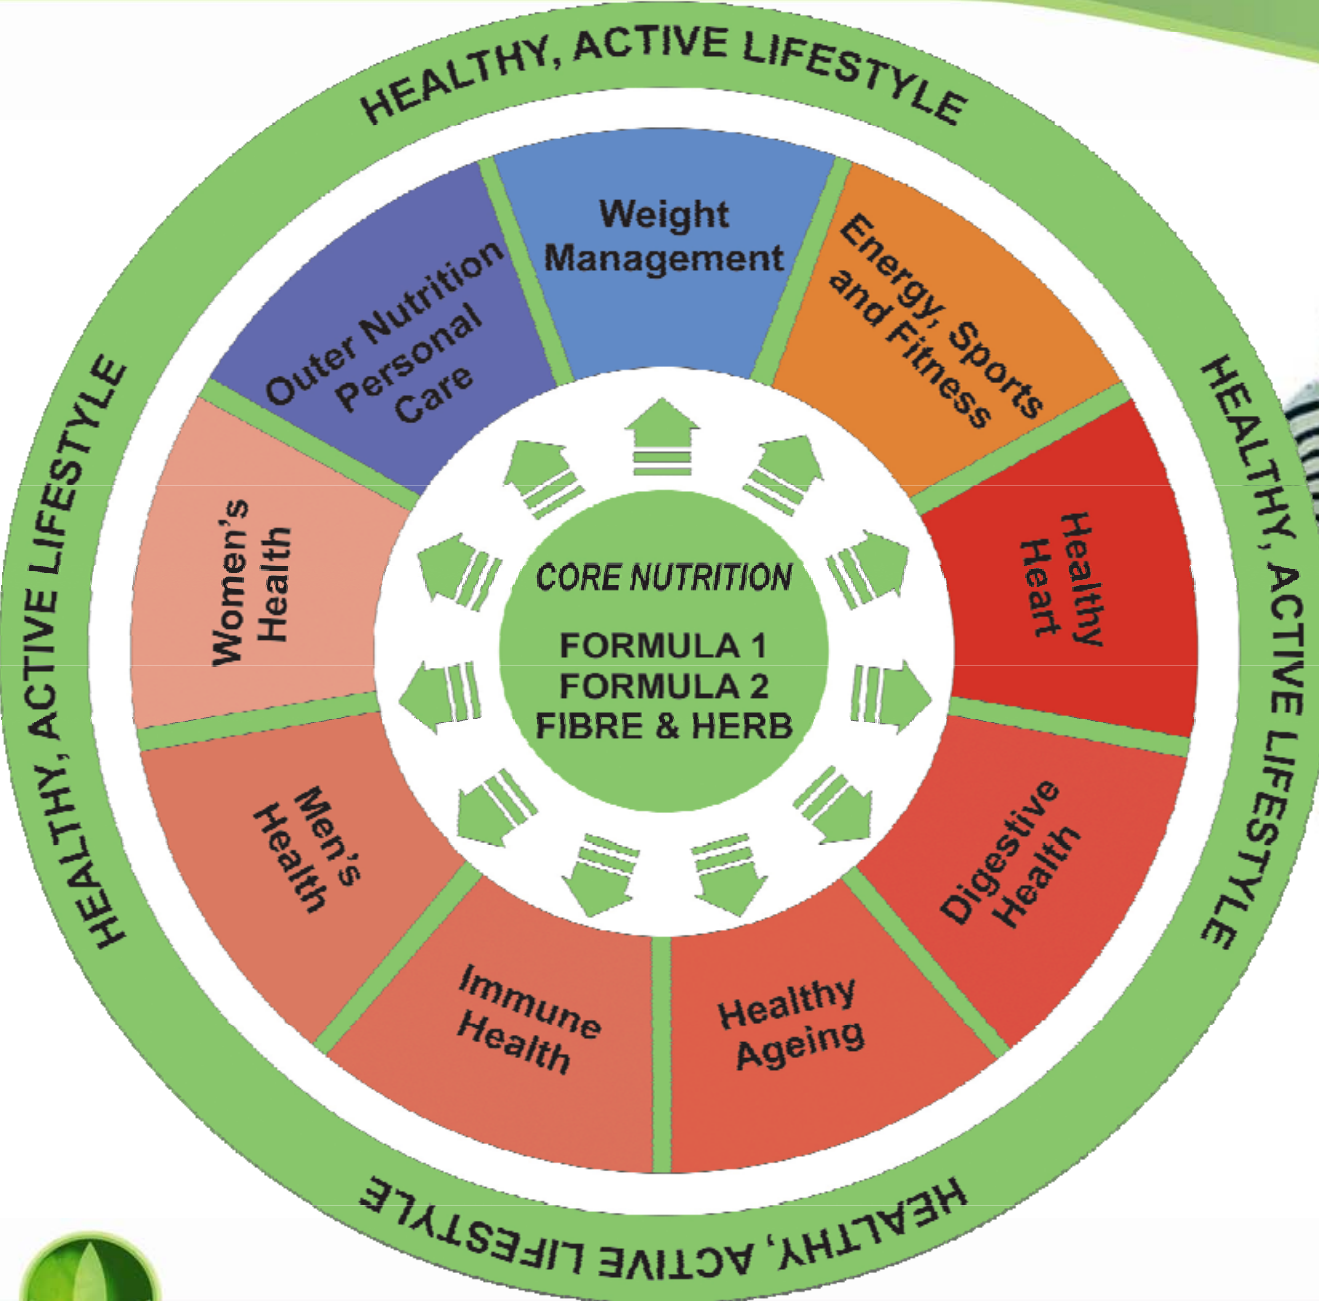 HEALTHY, ACTIVE LIFESTYLE
HEALTHY, ACTIVE LIFESTYLE
HEALTHY, ACTIVE LIFESTYLE
HEALTHY, ACTIVE LIFESTYLE
Weight
Management
Energy, Sports
and Fitness
Healthy
Heart
Digestive
Health
Healthy
Ageing
Immune
Health
Men's
Health
Women's
Health
Outer Nutrition
Personal
Care
CORE NUTRITION
FORMULA 1
FORMULA 2
FIBRE & HERB